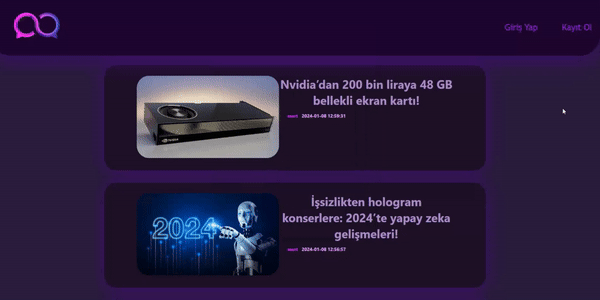 Giriş Yap
Kayıt Ol
Nvidia'dan 200 bin liraya 48 GB
bellekli ekran kartı!
2024-01-08 12:59:31
İşsizlikten hologram
konserlere: 2024'te yapay zeka
gelişmeleri!
2024
2024-01-08 12:56:57